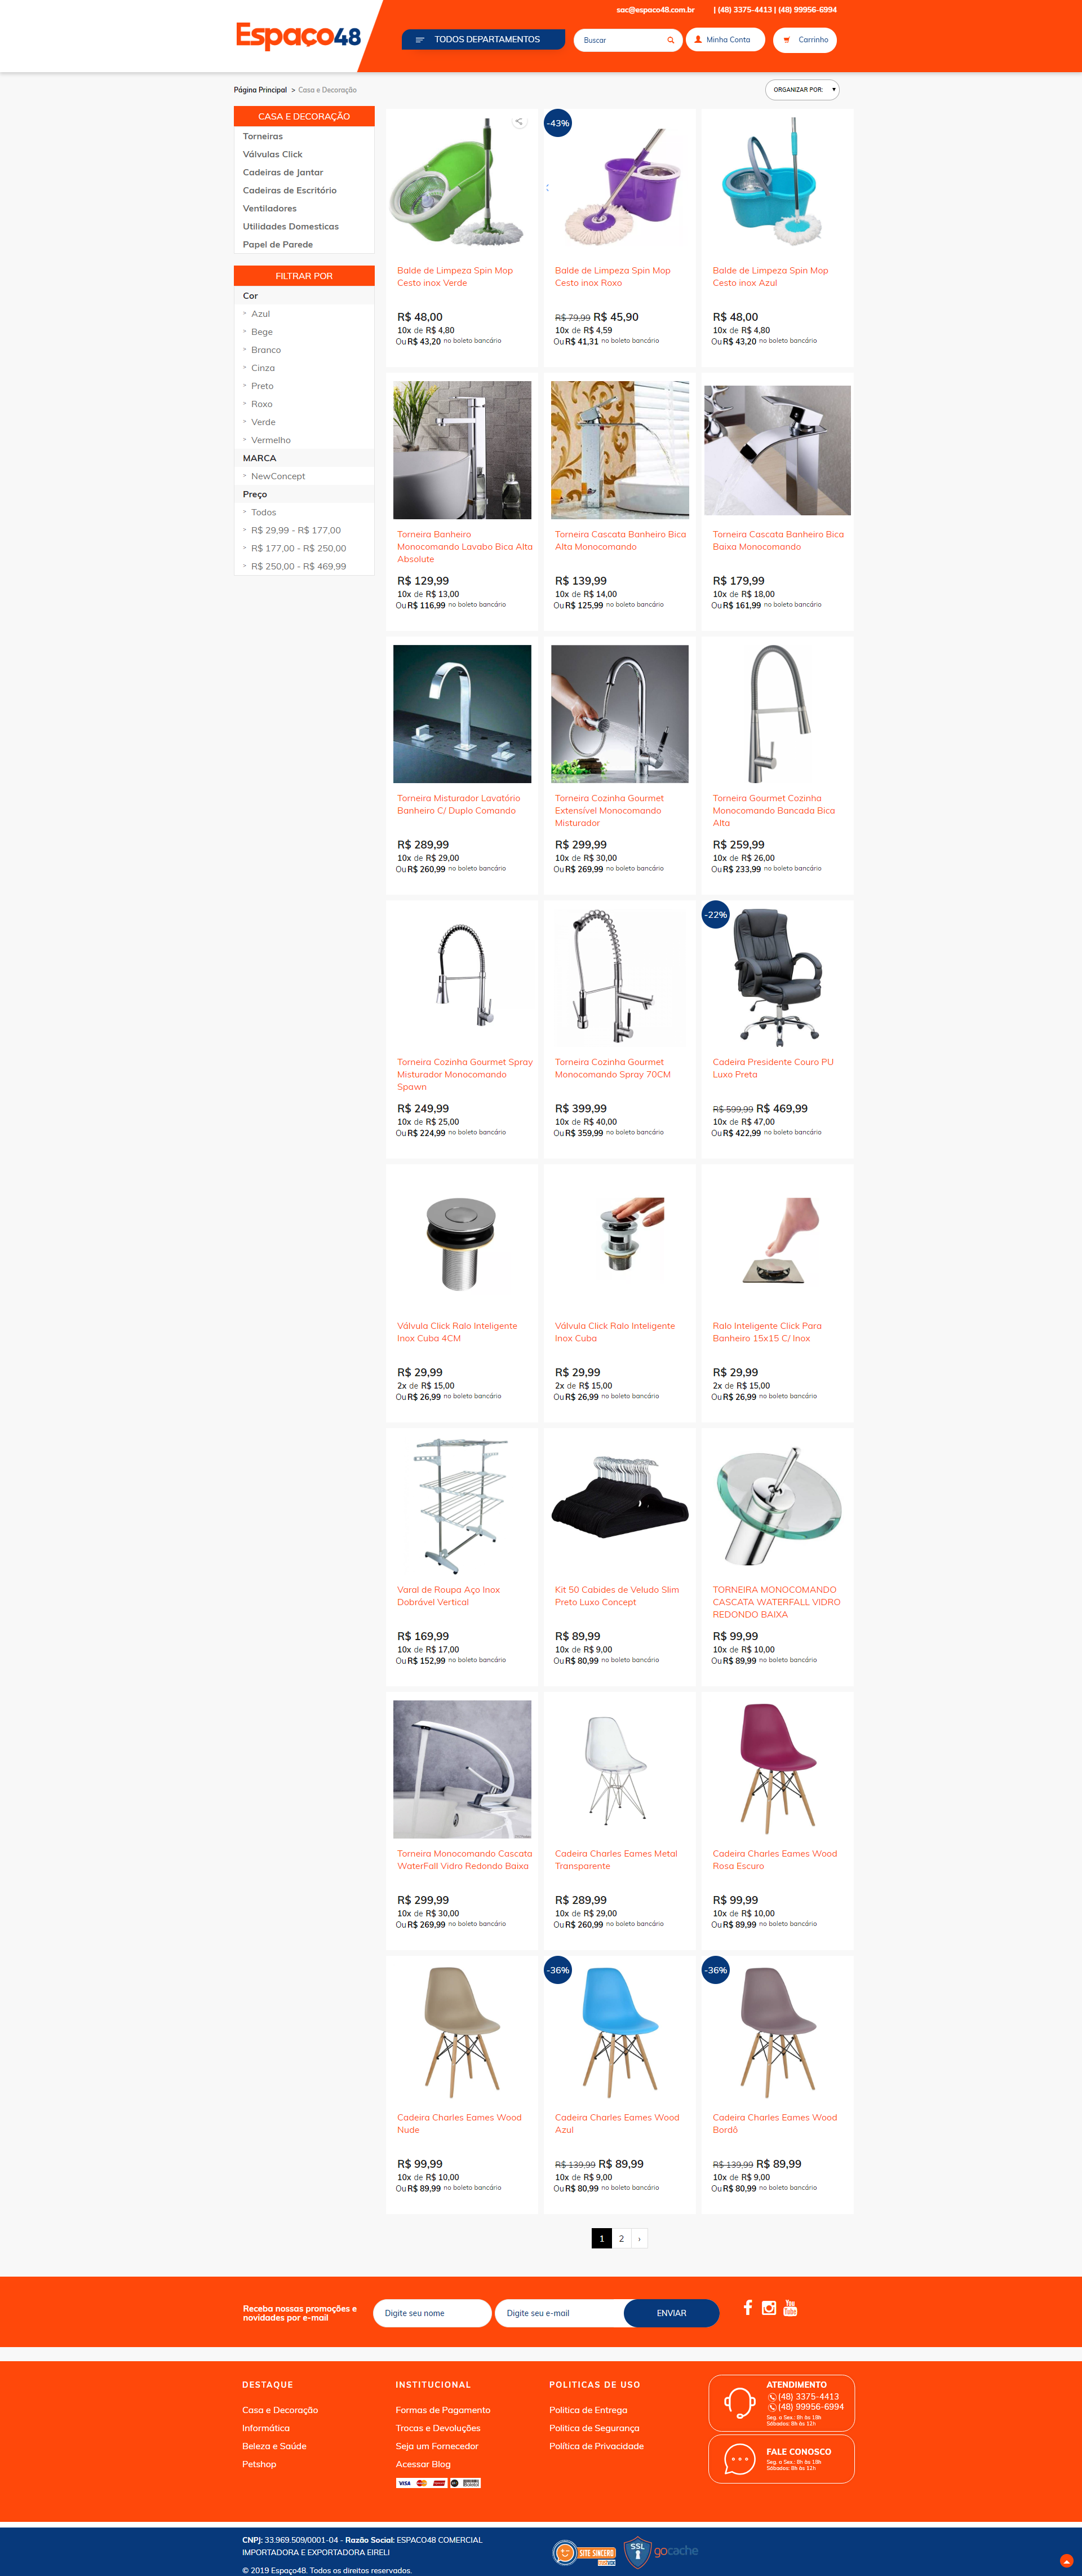 sac@espaco48.com.br | (48) 3375-4413 | (48) 99956-6994
Espaço48
TODOS DEPARTAMENTOS
Buscar
Minha Conta
Carrinho
Página Principal > Casa e Decoração
ORGANIZAR POR:
CASA E DECORAÇÃO
Torneiras
Válvulas Click
Cadeiras de Jantar
Cadeiras de Escritório
Ventiladores
Utilidades Domesticas
Papel de Parede
FILTRAR POR
Cor
> Azul
> Bege
> Branco
> Cinza
> Preto
> Roxo
> Verde
> Vermelho
MARCA
> NewConcept
Preço
> Todos
> R$ 29,99 - R$ 177,00
> R$ 177,00 - R$ 250,00
> R$ 250,00 - R$ 469,99
Balde de Limpeza Spin Mop
Cesto inox Verde
R$ 48,00
10x de R$ 4,80
Ou R$ 43,20 no boleto bancário
-43%
Balde de Limpeza Spin Mop
Cesto inox Roxo
R$ 79,99 R$ 45,90
10x de R$ 4,59
Ou R$ 41,31 no boleto bancário
Balde de Limpeza Spin Mop
Cesto inox Azul
R$ 48,00
10x de R$ 4,80
Ou R$ 43,20 no boleto bancário
Torneira Banheiro
Monocomando Lavabo Bica Alta
Absolute
R$ 129,99
10x de R$ 13,00
Ou R$ 116,99 no boleto bancário
Torneira Cascata Banheiro Bica
Alta Monocomando
R$ 139,99
10x de R$ 14,00
Ou R$ 125,99 no boleto bancário
Torneira Cascata Banheiro Bica
Baixa Monocomando
R$ 179,99
10x de R$ 18,00
Ou R$ 161,99 no boleto bancário
Torneira Misturador Lavatório
Banheiro C/ Duplo Comando
R$ 289,99
10x de R$ 29,00
Ou R$ 260,99 no boleto bancário
Torneira Cozinha Gourmet
Extensível Monocomando
Misturador
R$ 299,99
10x de R$ 30,00
Ou R$ 269,99 no boleto bancário
Torneira Gourmet Cozinha
Monocomando Bancada Bica
Alta
R$ 259,99
10x de R$ 26,00
Ou R$ 233,99 no boleto bancário
Torneira Cozinha Gourmet Spray
Misturador Monocomando
Spawn
R$ 249,99
10x de R$ 25,00
Ou R$ 224,99 no boleto bancário
Torneira Cozinha Gourmet
Monocomando Spray 70CM
R$ 399,99
10x de R$ 40,00
Ou R$ 359,99 no boleto bancário
-22%
Cadeira Presidente Couro PU
Luxo Preta
R$ 599,99 R$ 469,99
10x de R$ 47,00
Ou R$ 422,99 no boleto bancário
Válvula Click Ralo Inteligente
Inox Cuba 4CM
R$ 29,99
2x de R$ 15,00
Ou R$ 26,99 no boleto bancário
Válvula Click Ralo Inteligente
Inox Cuba
R$ 29,99
2x de R$ 15,00
Ou R$ 26,99 no boleto bancário
Ralo Inteligente Click Para
Banheiro 15x15 C/ Inox
R$ 29,99
2x de R$ 15,00
Ou R$ 26,99 no boleto bancário
Varal de Roupa Aço Inox
Dobrável Vertical
R$ 169,99
10x de R$ 17,00
Ou R$ 152,99 no boleto bancário
Kit 50 Cabides de Veludo Slim
Preto Luxo Concept
R$ 89,99
10x de R$ 9,00
Ou R$ 80,99 no boleto bancário
TORNEIRA MONOCOMANDO
CASCATA WATERFALL VIDRO
REDONDO BAIXA
R$ 99,99
10x de R$ 10,00
Ou R$ 89,99 no boleto bancário
Torneira Monocomando Cascata
WaterFall Vidro Redondo Baixa
R$ 299,99
10x de R$ 30,00
Ou R$ 269,99 no boleto bancário
Cadeira Charles Eames Metal
Transparente
R$ 289,99
10x de R$ 29,00
Ou R$ 260,99 no boleto bancário
Cadeira Charles Eames Wood
Rosa Escuro
R$ 99,99
10x de R$ 10,00
Ou R$ 89,99 no boleto bancário
Cadeira Charles Eames Wood
Nude
R$ 99,99
10x de R$ 10,00
Ou R$ 89,99 no boleto bancário
-36%
Cadeira Charles Eames Wood
Azul
R$ 139,99 R$ 89,99
10x de R$ 9,00
Ou R$ 80,99 no boleto bancário
-36%
Cadeira Charles Eames Wood
Bordô
R$ 139,99 R$ 89,99
10x de R$ 9,00
Ou R$ 80,99 no boleto bancário
1 2 ›
Receba nossas promoções e
novidades por e-mail
Digite seu nome
Digite seu e-mail
ENVIAR
You Tube
DESTAQUE
Casa e Decoração
Informática
Beleza e Saúde
Petshop
INSTITUCIONAL
Formas de Pagamento
Trocas e Devoluções
Seja um Fornecedor
Acessar Blog
VISA
POLITICAS DE USO
Politica de Entrega
Politica de Segurança
Política de Privacidade
ATENDIMENTO
(48) 3375-4413
(48) 99956-6994
Seg. a Sex.: 8h às 18h
Sábados: 8h às 12h
FALE CONOSCO
Seg. a Sex.: 8h às 18h
Sábados: 8h às 12h
CNPJ: 33.969.509/0001-04 - Razão Social: ESPACO48 COMERCIAL
IMPORTADORA E EXPORTADORA EIRELI
© 2019 Espaço48. Todos os direitos reservados.
SITE SINCERO
SSL
gocache